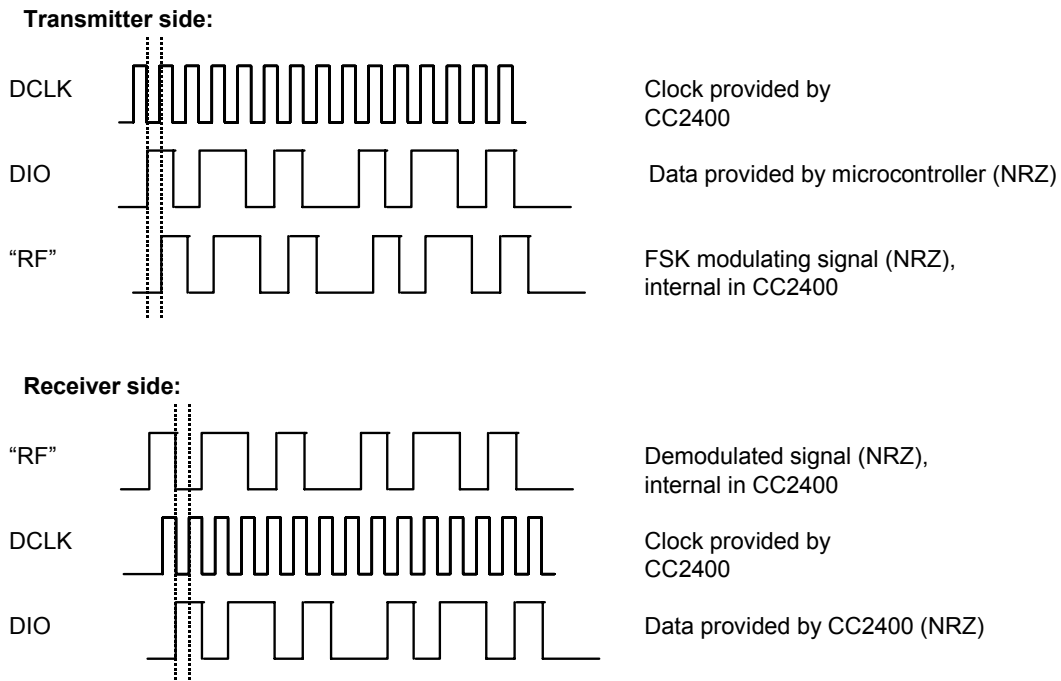 Transmitter side:
DCLK
Clock provided by
CC2400
DIO
Data provided by microcontroller (NRZ)
“RF”
FSK modulating signal (NRZ),
internal in CC2400
Receiver side:
“RF”
Demodulated signal (NRZ),
internal in CC2400
DCLK
Clock provided by
CC2400
DIO
Data provided by CC2400 (NRZ)